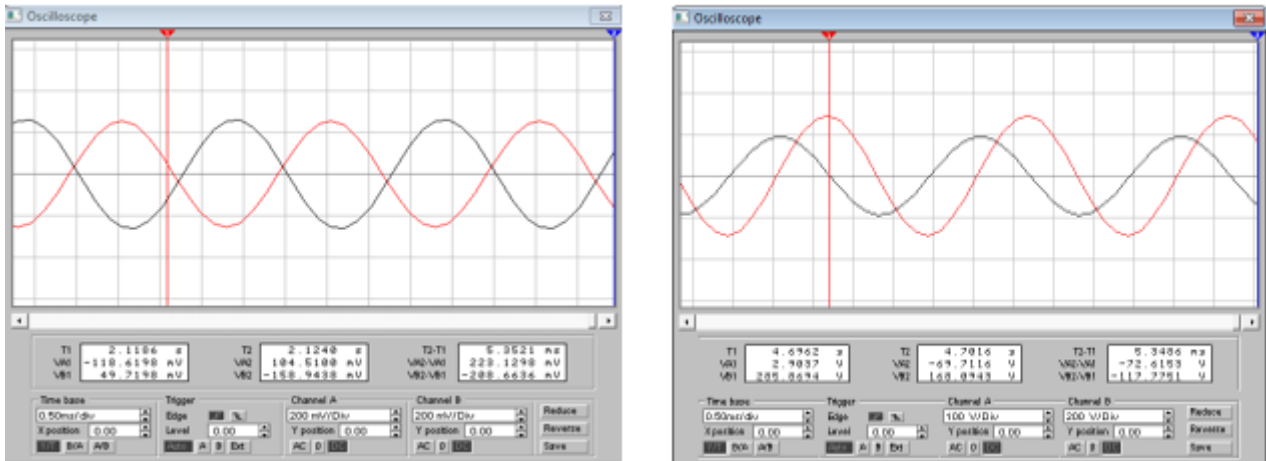 Oscilloscope
T1 2.1186 s
VA1 -118.6198 mV
VB1 49.7198 mV
T2 2.1240 s
VA2 104.5100 mV
VB2 -158.9438 mV
T2-T1 5.3521 ms
VA2-VA1 223.1298 mV
VB2-VB1 -208.6636 mV
Time base
0.50ms/div
X position 0.00
Y/T B/A A/B
Trigger
Edge
Level 0.00
Auto A B Ext
Channel A
200 mV/Div
Y position 0.00
AC 0 DC
Channel B
200 mV/Div
Y position 0.00
AC 0 DC
Reduce
Reverse
Save
Oscilloscope
T1 4.6962 s
VA1 2.9037 V
VB1 285.8694 V
T2 4.7016 s
VA2 -69.7116 V
VB2 168.0943 V
T2-T1 5.3486 ms
VA2-VA1 -72.6153 V
VB2-VB1 -117.7751 V
Time base
0.50ms/div
X position 0.00
Y/T B/A A/B
Trigger
Edge
Level 0.00
Auto A B Ext
Channel A
100 V/Div
Y position 0.00
AC 0 DC
Channel B
200 V/Div
Y position 0.00
AC 0 DC
Reduce
Reverse
Save